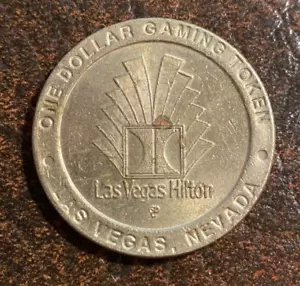 ONE DOLLAR GAMING TOKEN
Las Vegas Hilton
LAS VEGAS, NEVADA